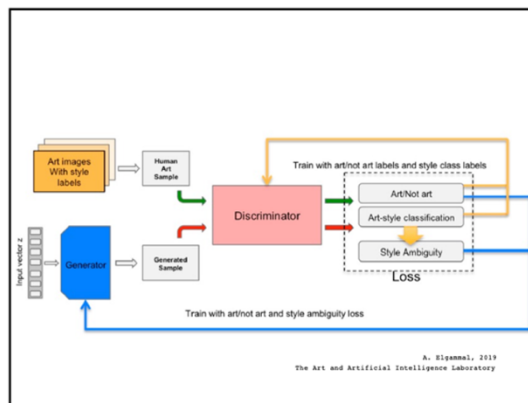 Art images
With style
labels
Human
Art
Sample
Train with art/not art labels and style class labels
Art/Not art
Discriminator
Art-style classification
Input vector z
Generator
Generated
Sample
Style Ambiguity
Loss
Train with art/not art and style ambiguity loss
A. Elgammal, 2019
The Art and Artificial Intelligence Laboratory